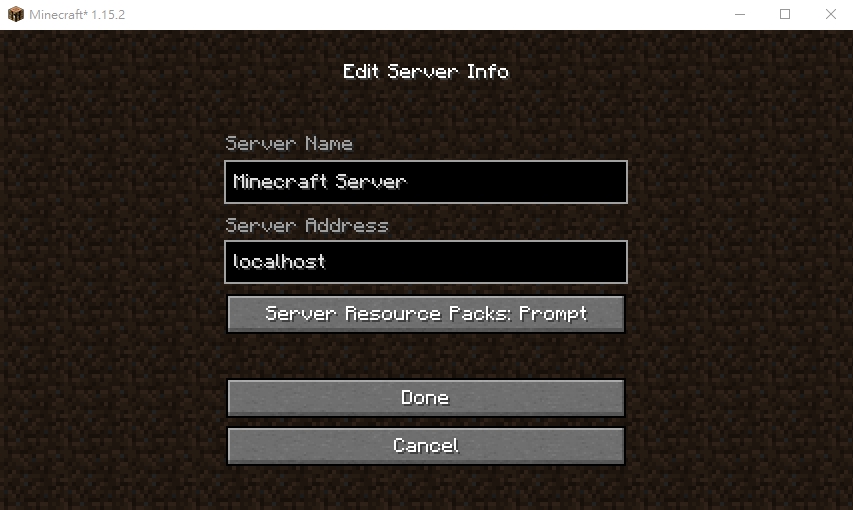 Minecraft* 1.15.2
Edit Server Info
Server Name
Minecraft Server
Server Address
localhost
Server Resource Packs: Prompt
Done
Cancel